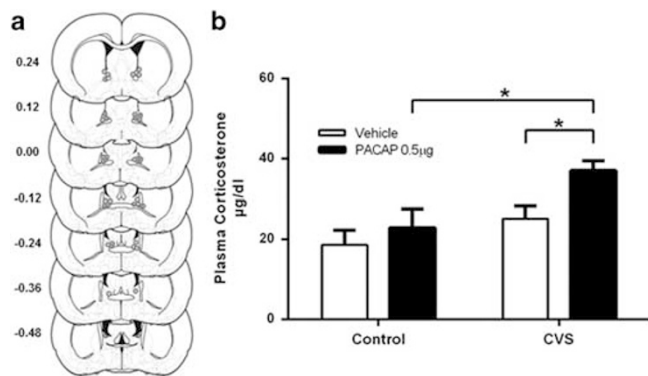 a
0.24
0.12
0.00
-0.12
-0.24
-0.36
-0.48
b
Plasma Corticosterone
µg/dl
60
40
20
0
*
*
Vehicle
PACAP 0.5µg
Control
CVS